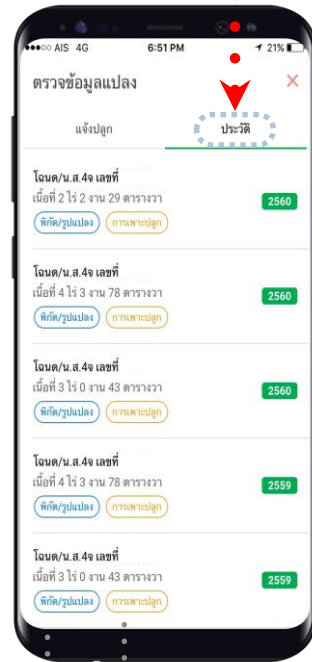 AIS 4G 6:51 PM 21%
ตรวจข้อมูลแปลง
แจ้งปลูก ประวัติ
โฉนด/น.ส.4จ เลขที่
เนื้อที่ 2 ไร่ 2 งาน 29 ตารางวา
2560
พิกัด/รูปแปลง การเพาะปลูก
โฉนด/น.ส.4จ เลขที่
เนื้อที่ 4 ไร่ 3 งาน 78 ตารางวา
2560
พิกัด/รูปแปลง การเพาะปลูก
โฉนด/น.ส.4จ เลขที่
เนื้อที่ 3 ไร่ 0 งาน 43 ตารางวา
2560
พิกัด/รูปแปลง การเพาะปลูก
โฉนด/น.ส.4จ เลขที่
เนื้อที่ 4 ไร่ 3 งาน 78 ตารางวา
2559
พิกัด/รูปแปลง การเพาะปลูก
โฉนด/น.ส.4จ เลขที่
เนื้อที่ 3 ไร่ 0 งาน 43 ตารางวา
2559
พิกัด/รูปแปลง การเพาะปลูก